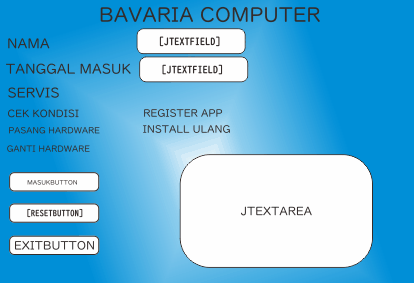 BAVARIA COMPUTER
NAMA [JTEXTFIELD]
TANGGAL MASUK [JTEXTFIELD]
SERVIS
CEK KONDISI REGISTER APP
PASANG HARDWARE INSTALL ULANG
GANTI HARDWARE
MASUKBUTTON
[RESETBUTTON]
JTEXTAREA
EXITBUTTON